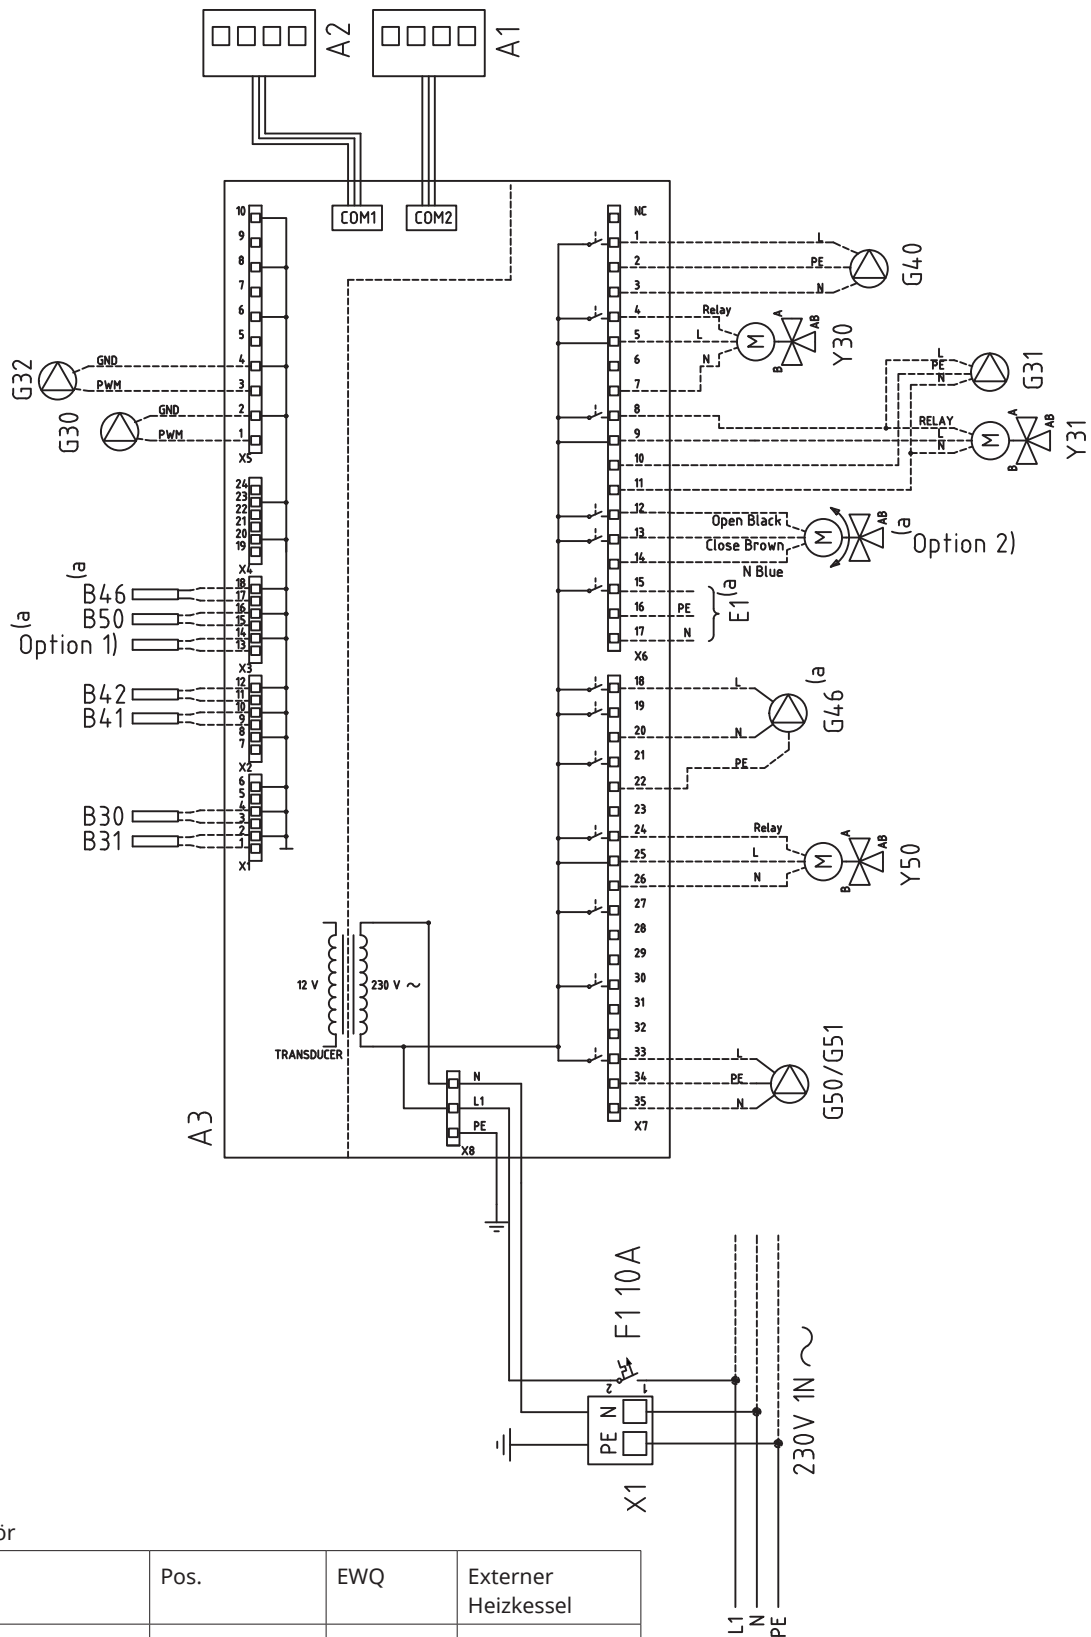 A2
A1
COM1
COM2
10
9
8
7
6
5
4
3
2
1
X5
G32
GND
PWM
G30
GND
PWM
24
23
22
21
20
19
X4
18
17
16
15
14
13
X3
B46
(a
B50
(a
Option 1)
12
11
10
9
8
7
X2
B42
B41
6
5
4
3
2
1
X1
B30
B31
12 V
230 V ~
TRANSDUCER
A3
N
L1
PE
X8
NC
1
2
3
4
5
6
7
8
9
10
11
12
13
14
15
16
17
X6
L
PE
N
G40
Relay
L
N
M
A
AB
B
Y30
L
PE
N
G31
RELAY
L
N
M
A
AB
B
Y31
Open Black
Close Brown
N Blue
M
AB
(a
Option 2)
PE
N
E1
(a
18
19
20
21
22
23
24
25
26
27
28
29
30
31
32
33
34
35
X7
L
N
PE
G46
(a
Relay
L
N
M
A
AB
B
Y50
L
PE
N
G50/G51
F1 10A
2
1
N
PE
X1
230V 1N ~
L1
N
PE
ör
Pos.
EWQ
Externer
Heizkessel